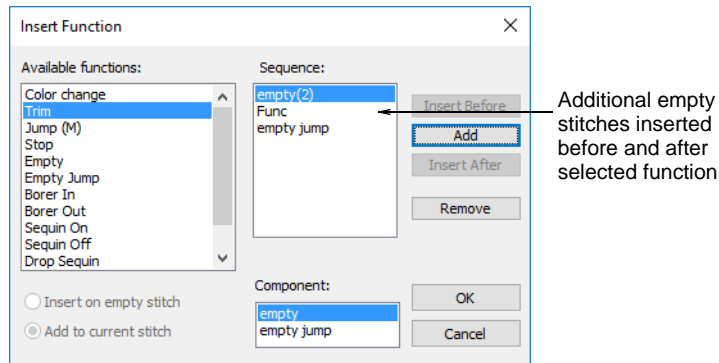 Insert Function
Available functions:
Color change
Trim
Jump (M)
Stop
Empty
Empty Jump
Borer In
Borer Out
Sequin On
Sequin Off
Drop Sequin
Insert on empty stitch
Add to current stitch
Sequence:
empty(2)
Func
empty jump
Component:
empty
empty jump
Insert Before
Add
Insert After
Remove
OK
Cancel
Additional empty
stitches inserted
before and after
selected function